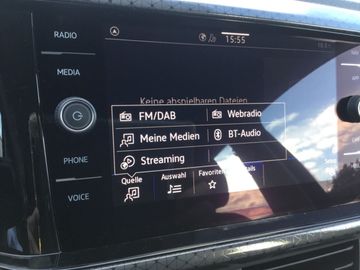 RADIO
15:55
MEDIA
Keine abspielbaren Dateien
FM/DAB
Webradio
Meine Medien
BT-Audio
Streaming
PHONE
Quelle
Auswahl
Favoriten
VOICE